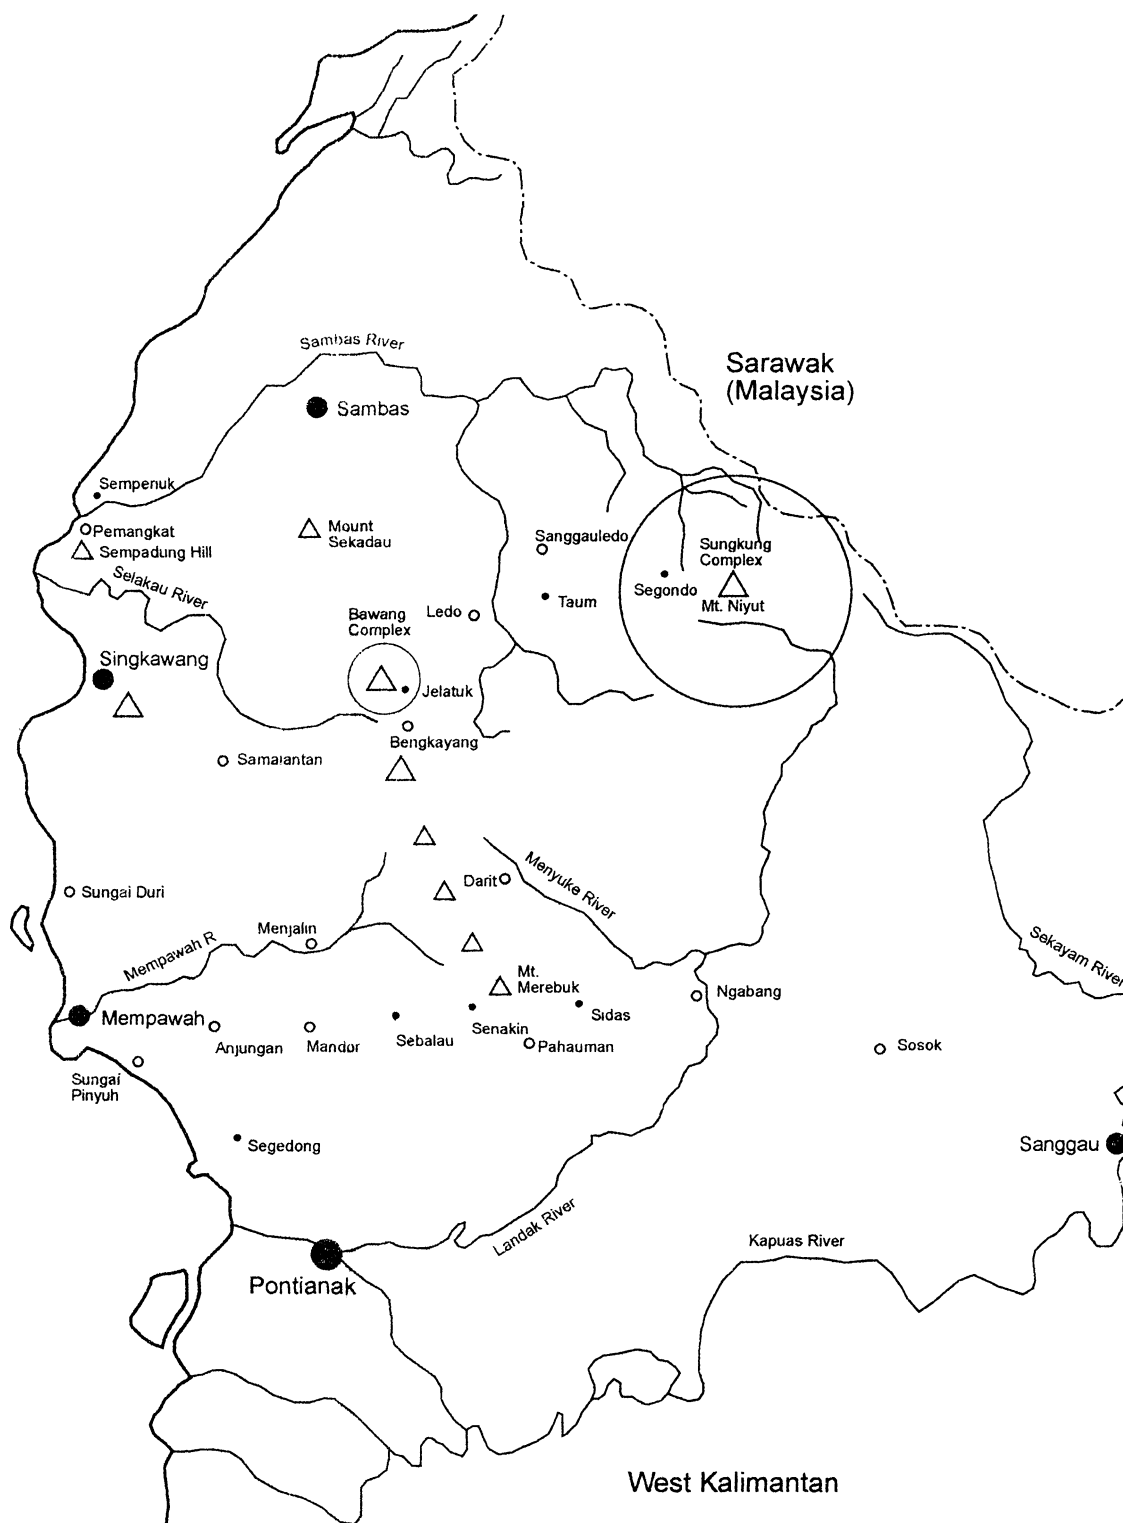 Sambas River
Sarawak
(Malaysia)
Sambas
Sempenuk
Pemangkat
Mount
Sekadau
Sanggauledo
Sempadung Hill
Sungkung
Complex
Selakau River
Segondo
Mt. Niyut
Taum
Ledo
Bawang
Complex
Singkawang
Jelatuk
Bengkayang
Samalantan
Menyuke River
Darit
Sungai Duri
Menjalin
Mempawah R
Sekayam River
Mt.
Merebuk
Ngabang
Mempawah
Sidas
Senakin
Anjungan
Mandor
Sebalau
Pahauman
Sosok
Sungai
Pinyuh
Segedong
Sanggau
Landak River
Kapuas River
Pontianak
West Kalimantan